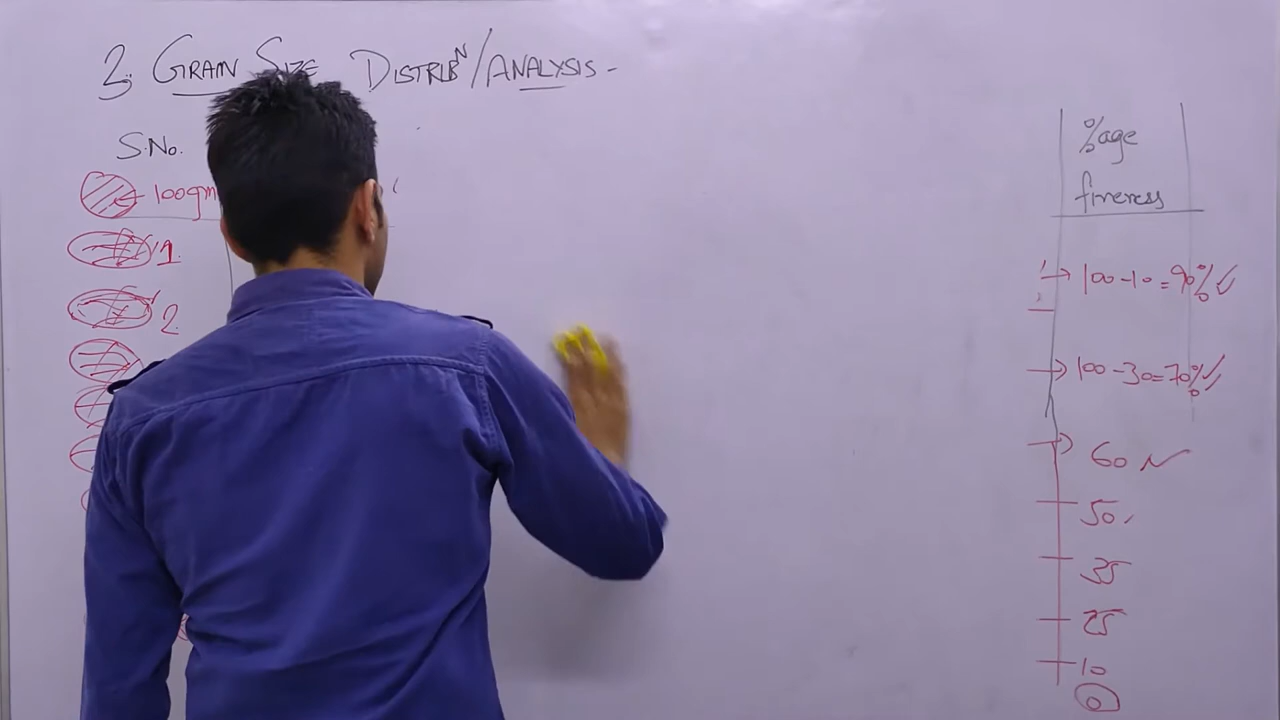 3. GRAIN SIZE DISTRIBᴺ/ANALYSIS -
S.No.
100gm
1.
2.
%age
fineness
100-10=90%
100-30=70%
60
50
35
25
10
0